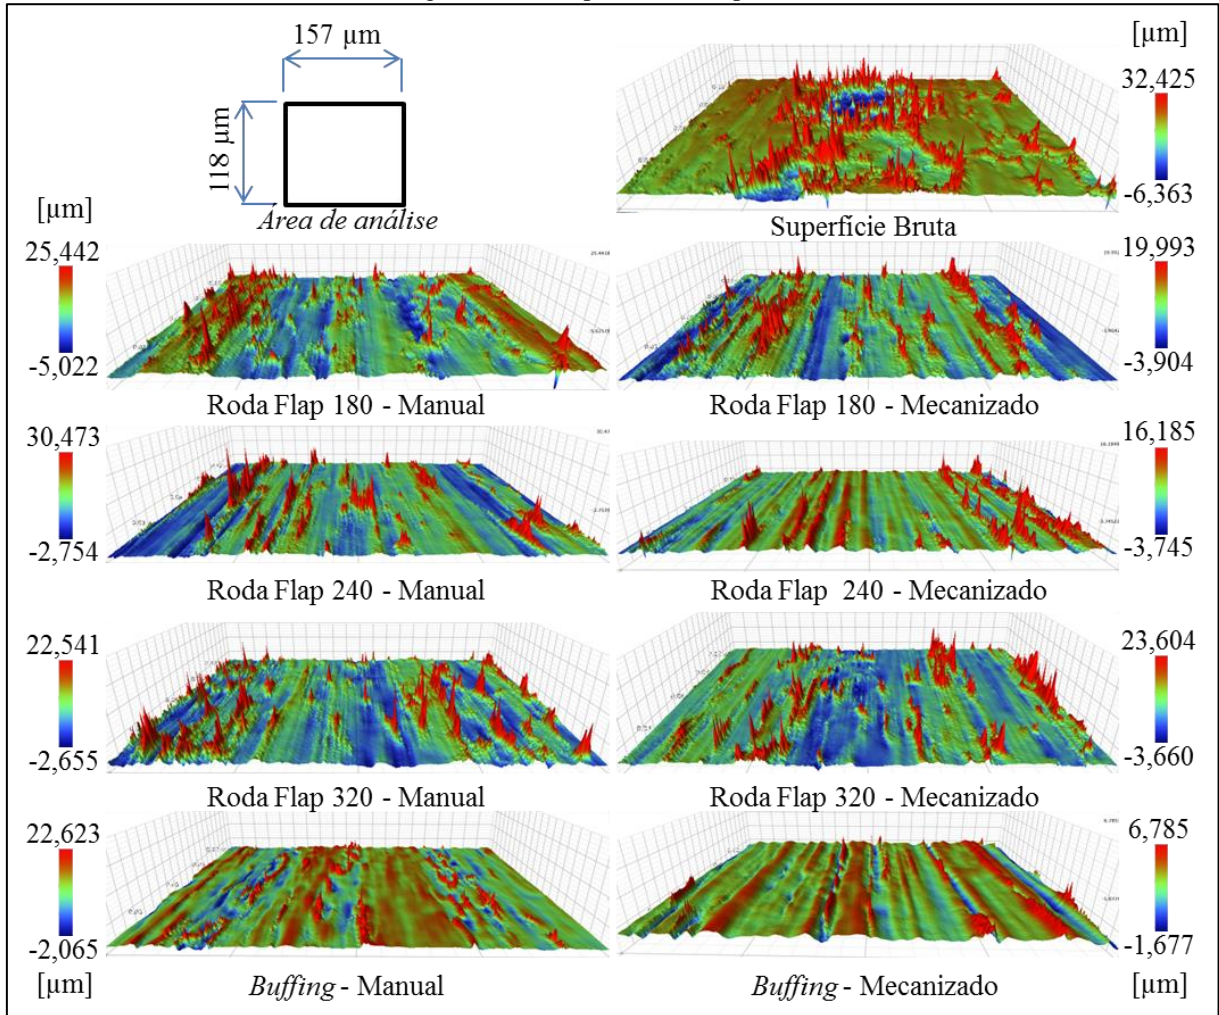 157 µm
[µm]
32,425
118 µm
-6,363
Área de análise
Superfície Bruta
[µm]
25,442
19,993
-5,022
-3,904
Roda Flap 180 - Manual
Roda Flap 180 - Mecanizado
30,473
16,185
-2,754
-3,745
Roda Flap 240 - Manual
Roda Flap 240 - Mecanizado
22,541
23,604
-2,655
-3,660
Roda Flap 320 - Manual
Roda Flap 320 - Mecanizado
22,623
6,785
-2,065
-1,677
[µm]
Buffing - Manual
Buffing - Mecanizado
[µm]